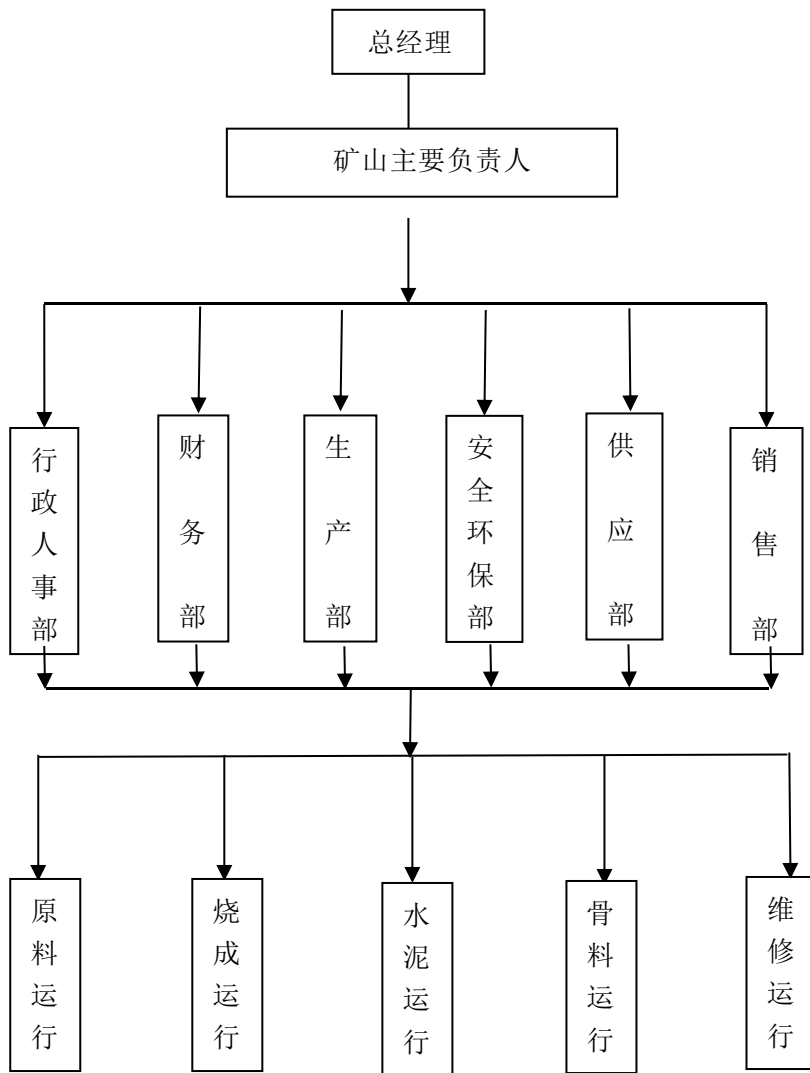 总经理
矿山主要负责人
行政人事部
财务部
生产部
安全环保部
供应部
销售部
原料运行
烧成运行
水泥运行
骨料运行
维修运行